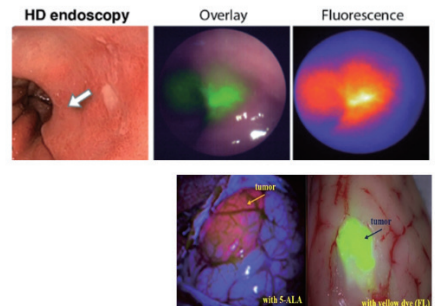 HD endoscopy
Overlay
Fluorescence
tumor
tumor
with 5-ALA
with yellow dye (FL)